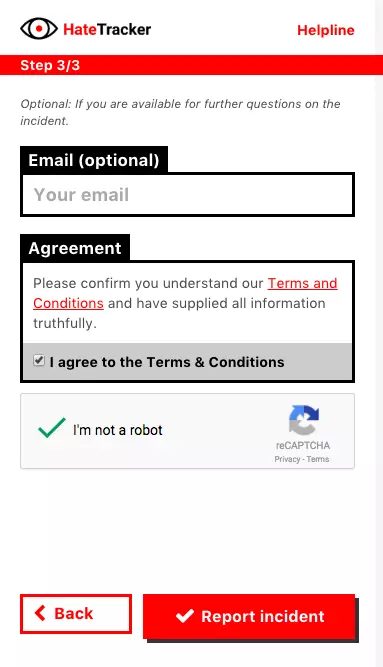 HateTracker
Helpline
Step 3/3
Optional: If you are available for further questions on the
incident.
Email (optional)
Your email
Agreement
Please confirm you understand our Terms and
Conditions and have supplied all information
truthfully.
I agree to the Terms & Conditions
I'm not a robot
reCAPTCHA
Privacy - Terms
Back
Report incident